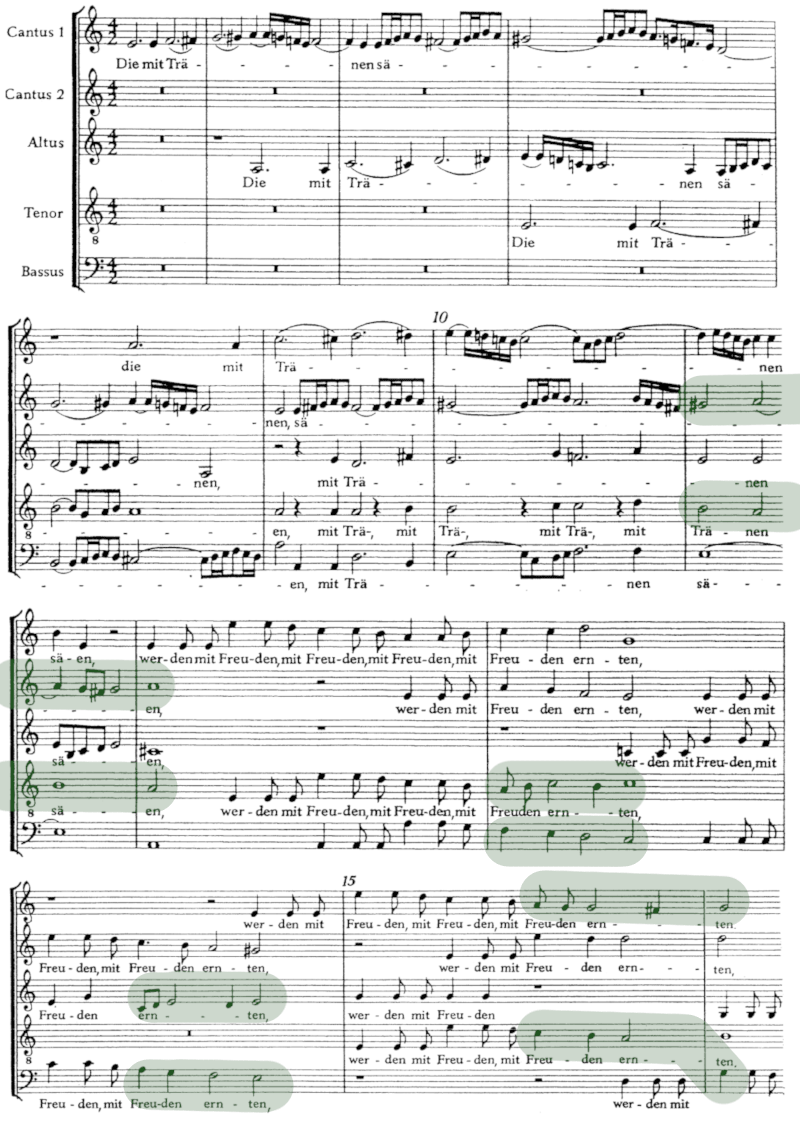 Cantus 1
Die mit Trä - - - - nen sä - - - - - - - - - - - - - -
Cantus 2
Altus
Die mit Trä - - - - - - - - - nen sä -
Tenor
8
Die mit Trä - - -
Bassus
10
die mit Trä - - - - - - - - - - - - - - nen
- - - - - - - - nen, sä - - - - - - - - - - - - - -
- - - - - - - nen, mit Trä - - - - - - - - - nen
8
- - - - - - - en, mit Trä-, mit Trä-, mit Trä-, mit Trä - nen
- - - - - - - en, mit Trä - - - - - - - nen sä-
sä - en, werden mit Freu-den, mit Freu-den, mit Freu-den, mit Freu - den ern - ten,
- - - - en, wer-den mit Freu - den ern - ten, wer-den mit
sä - - - en, wer-den mit Freu-den, mit
8
sä - - en, wer-den mit Freu-den, mit Freu-den, mit Freuden ern - - ten,
15
wer - den mit Freu - den, mit Freu-den, mit Freu-den ern - - - ten.
Freu - den, mit Freu - den ern - ten, wer - den mit Freu - den ern - - - ten,
Freu - den ern - - - - ten, wer - den mit Freu - den
8
wer - den mit Freu - den, mit Freu - den ern - - - ten,
Freu - den, mit Freu-den ern - ten, wer-den mit